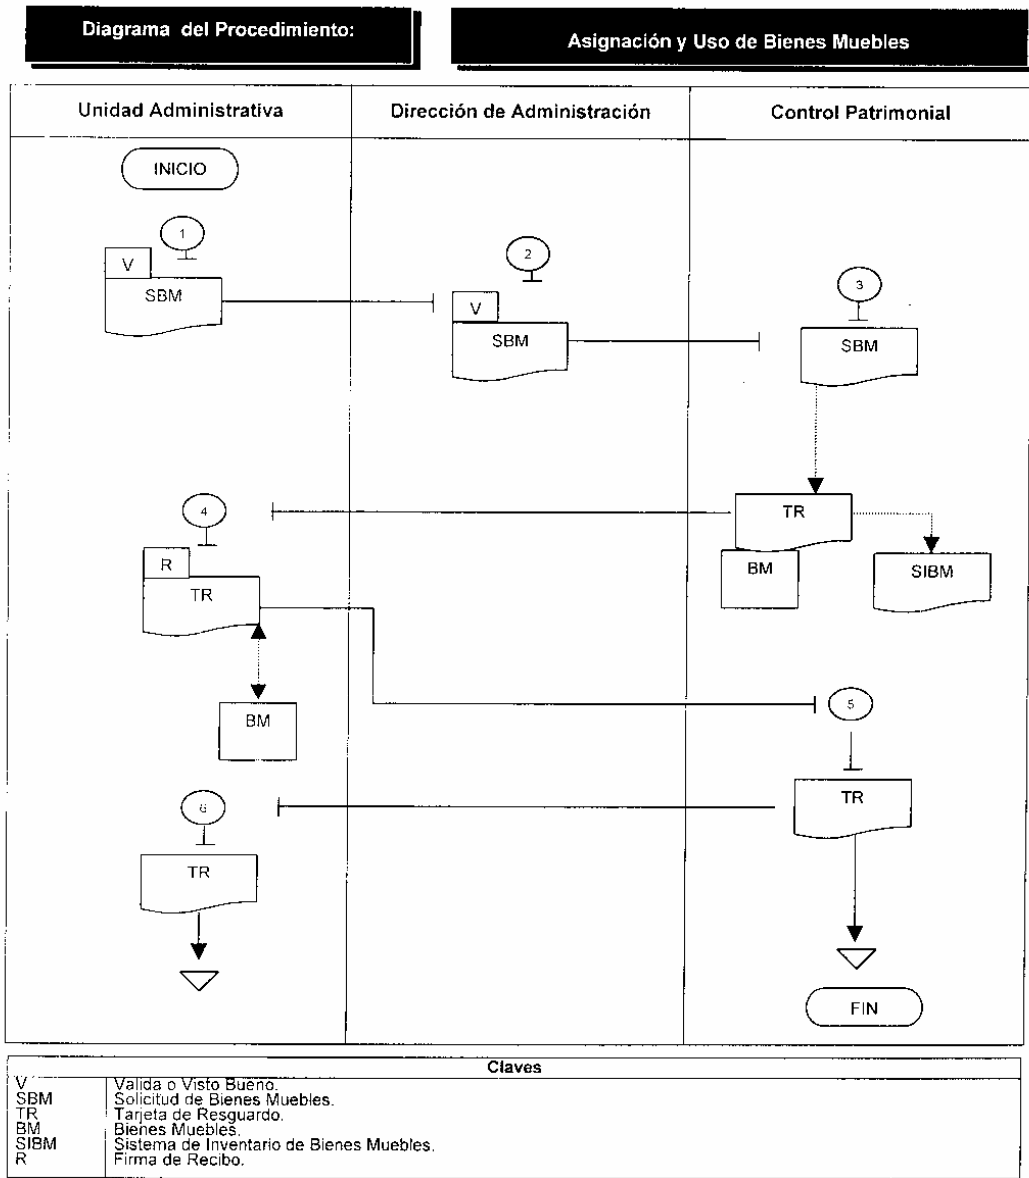 Diagrama del Procedimiento:
Asignación y Uso de Bienes Muebles
Unidad Administrativa
Dirección de Administración
Control Patrimonial
INICIO
1
V
SBM
2
V
SBM
3
SBM
4
R
TR
BM
TR
BM
SIBM
5
TR
6
TR
FIN
Claves
V Valida o Visto Bueno.
SBM Solicitud de Bienes Muebles.
TR Tarjeta de Resguardo.
BM Bienes Muebles.
SIBM Sistema de Inventario de Bienes Muebles.
R Firma de Recibo.